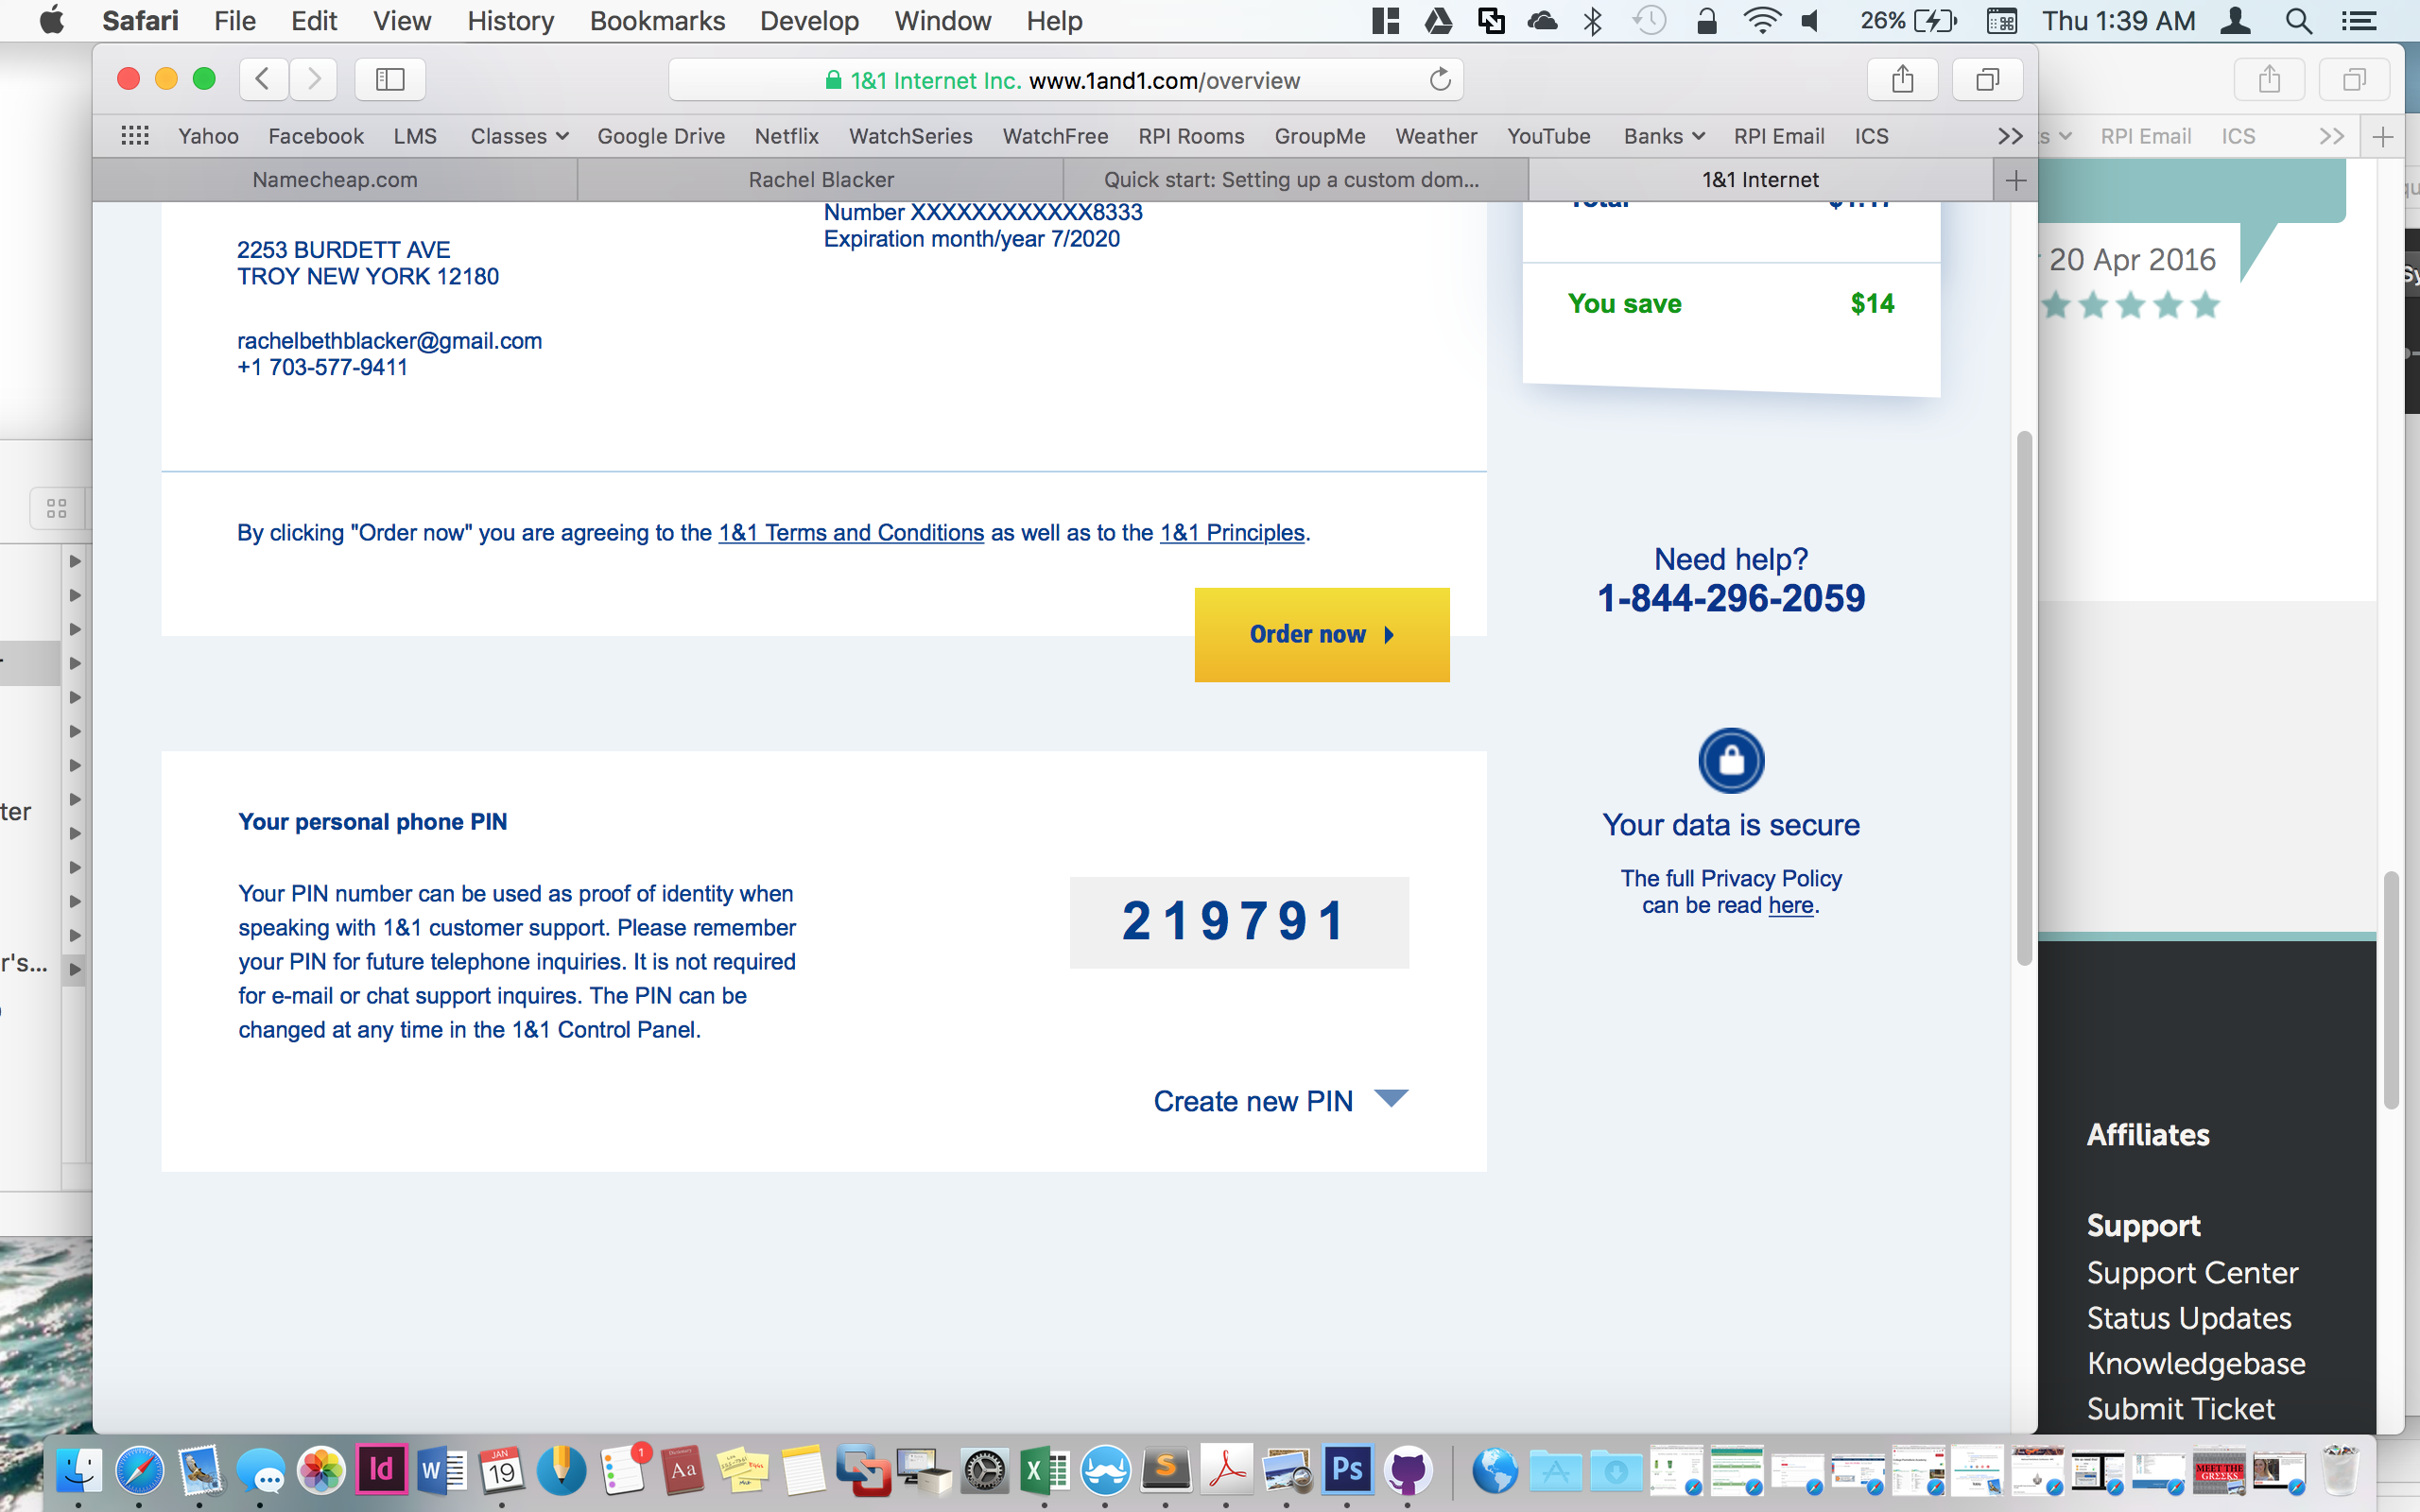 Safari File Edit View History Bookmarks Develop Window Help 26% Thu 1:39 AM
1&1 Internet Inc. www.1and1.com/overview
Yahoo Facebook LMS Classes Google Drive Netflix WatchSeries WatchFree RPI Rooms GroupMe Weather YouTube Banks RPI Email ICS
RPI Email ICS
Namecheap.com Rachel Blacker Quick start: Setting up a custom dom... 1&1 Internet
Number XXXXXXXXXXXX8333
Expiration month/year 7/2020
2253 BURDETT AVE
TROY NEW YORK 12180
rachelbethblacker@gmail.com
+1 703-577-9411
You save $14
20 Apr 2016
By clicking "Order now" you are agreeing to the 1&1 Terms and Conditions as well as to the 1&1 Principles.
Order now
Need help?
1-844-296-2059
Your data is secure
The full Privacy Policy
can be read here.
Your personal phone PIN
Your PIN number can be used as proof of identity when
speaking with 1&1 customer support. Please remember
your PIN for future telephone inquiries. It is not required
for e-mail or chat support inquires. The PIN can be
changed at any time in the 1&1 Control Panel.
219791
Create new PIN
ter
r's...
Affiliates
Support
Support Center
Status Updates
Knowledgebase
Submit Ticket
Id
W
JAN
19
1
Aa
X
S
Ps
MEET THE
GREEKS